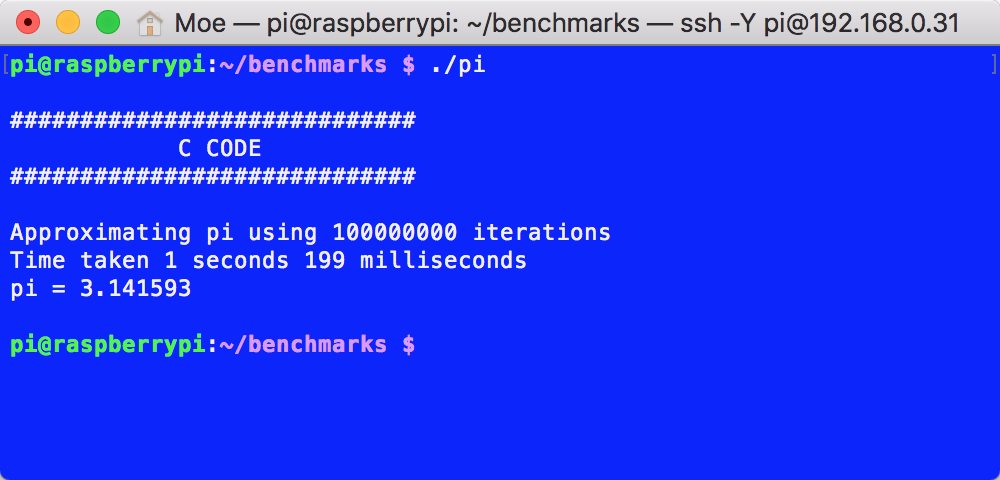 Moe — pi@raspberrypi: ~/benchmarks — ssh -Y pi@192.168.0.31
[pi@raspberrypi:~/benchmarks $ ./pi ]
#############################
C CODE
#############################
Approximating pi using 100000000 iterations
Time taken 1 seconds 199 milliseconds
pi = 3.141593
pi@raspberrypi:~/benchmarks $